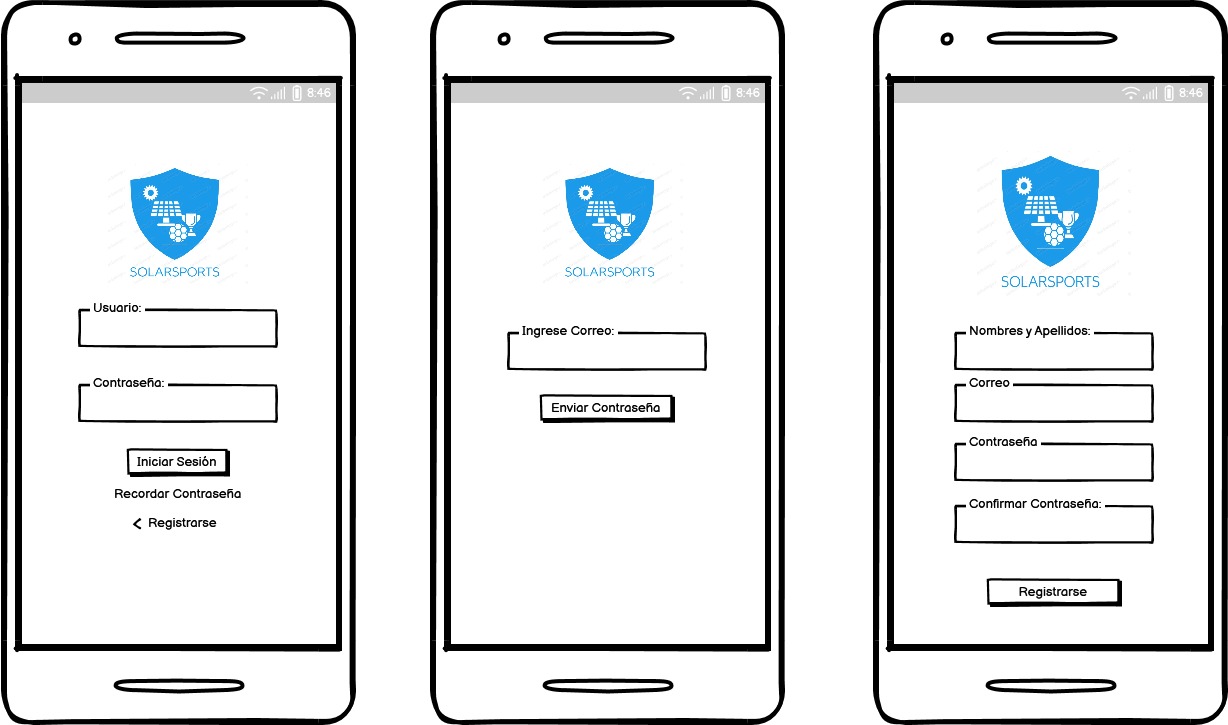 8:46
SOLARSPORTS
Usuario:
Contraseña:
Iniciar Sesión
Recordar Contraseña
< Registrarse
8:46
SOLARSPORTS
Ingrese Correo:
Enviar Contraseña
8:46
SOLARSPORTS
Nombres y Apellidos:
Correo
Contraseña
Confirmar Contraseña:
Registrarse